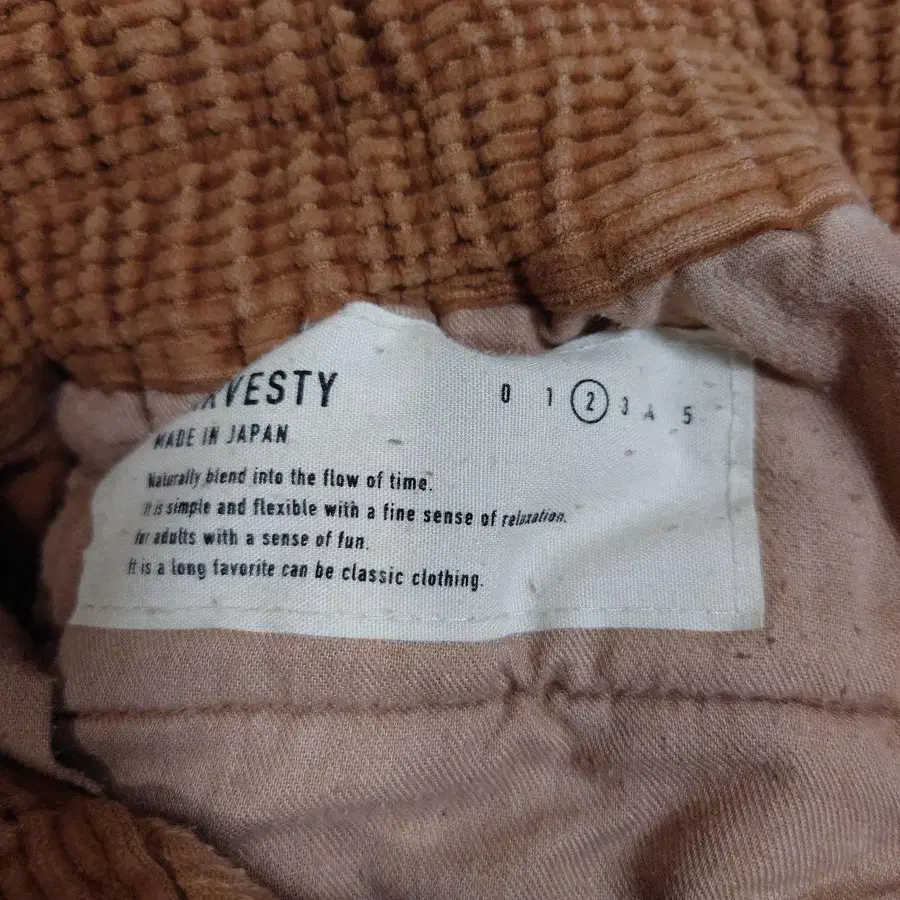 VESTY
0 1 2 3 4 5
MADE IN JAPAN
Naturally blend into the flow of time.
It is simple and flexible with a fine sense of relaxation.
for adults with a sense of fun.
It is a long favorite can be classic clothing.